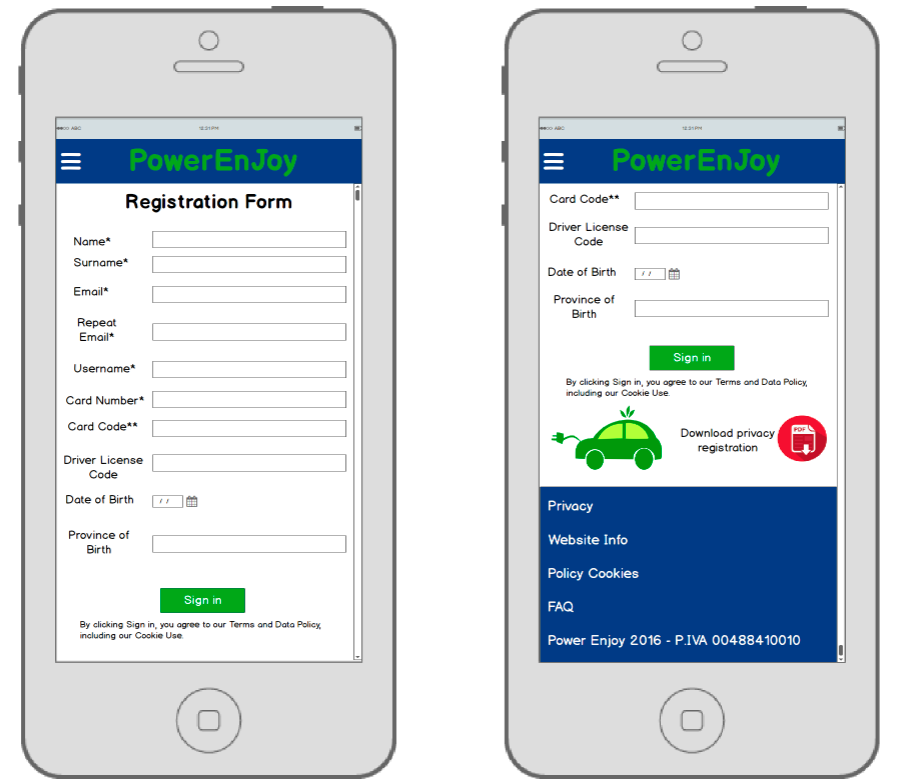 ABC 12:31 PM
PowerEnJoy
Registration Form
Name*
Surname*
Email*
Repeat
Email*
Username*
Card Number*
Card Code**
Driver License
Code
Date of Birth / /
Province of
Birth
Sign in
By clicking Sign in, you agree to our Terms and Data Policy,
including our Cookie Use.
ABC 12:31 PM
PowerEnJoy
Card Code**
Driver License
Code
Date of Birth / /
Province of
Birth
Sign in
By clicking Sign in, you agree to our Terms and Data Policy,
including our Cookie Use.
Download privacy
registration
PDF
Privacy
Website Info
Policy Cookies
FAQ
Power Enjoy 2016 - P.IVA 00488410010